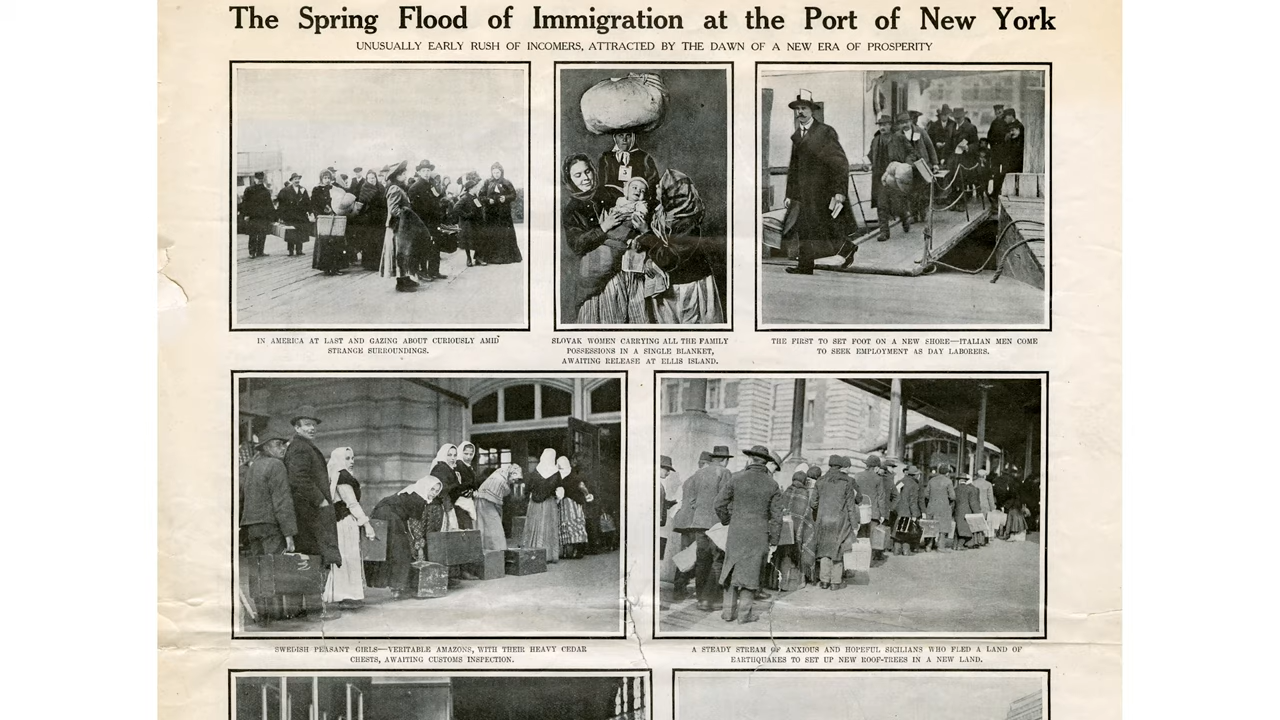 The Spring Flood of Immigration at the Port of New York
UNUSUALLY EARLY RUSH OF INCOMERS, ATTRACTED BY THE DAWN OF A NEW ERA OF PROSPERITY
IN AMERICA AT LAST AND GAZING ABOUT CURIOUSLY AMID
STRANGE SURROUNDINGS.
SLOVAK WOMEN CARRYING ALL THE FAMILY
POSSESSIONS IN A SINGLE BLANKET,
AWAITING RELEASE AT ELLIS ISLAND.
THE FIRST TO SET FOOT ON A NEW SHORE—ITALIAN MEN COME
TO SEEK EMPLOYMENT AS DAY LABORERS.
SWEDISH PEASANT GIRLS—VERITABLE AMAZONS, WITH THEIR HEAVY CEDAR
CHESTS, AWAITING CUSTOMS INSPECTION.
A STEADY STREAM OF ANXIOUS AND HOPEFUL SICILIANS WHO FLED A LAND OF
EARTHQUAKES TO SET UP NEW ROOF-TREES IN A NEW LAND.